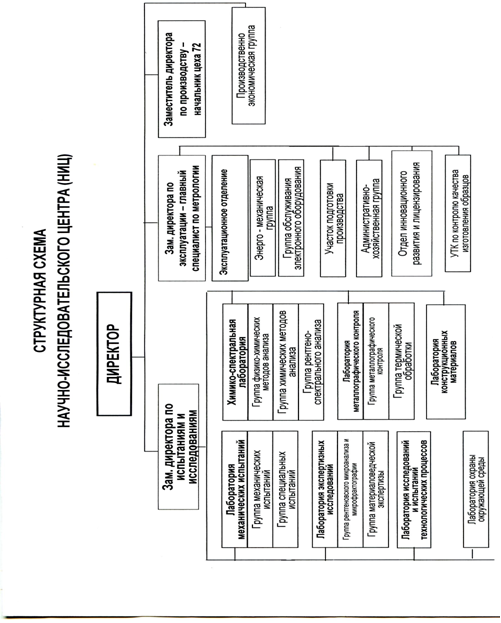 СТРУКТУРНАЯ СХЕМА
НАУЧНО-ИССЛЕДОВАТЕЛЬСКОГО ЦЕНТРА (НИЦ)
ДИРЕКТОР
Зам. директора по
испытаниям и
исследованиям
Зам. директора по
эксплуатации – главный
специалист по метрологии
Заместитель директора
по производству –
начальник цеха 72
Лаборатория
механических испытаний
Группа механических
испытаний
Группа специальных
испытаний
Лаборатория экспертизных
исследований
Группа рентгеновского микроанализа и
микрофрактографии
Группа материаловедческой
экспертизы
Лаборатория исследований
и испытаний
технологических процессов
Лаборатория охраны
окружающей среды
Химико-спектральная
лаборатория
Группа физико-химических
методов анализа
Группа химических методов
анализа
Группа рентгено-
спектрального анализа
Лаборатория
металлографического контроля
Группа металлографического
контроля
Группа термической
обработки
Лаборатория
конструкционных
материалов
Эксплуатационное отделение
Энерго - механическая
группа
Группа обслуживания
электронного оборудования
Участок подготовки
производства
Административно-
хозяйственная группа
Отдел инновационного
развития и лицензирования
УТК по контролю качества
изготовления образцов
Производственно
экономическая группа